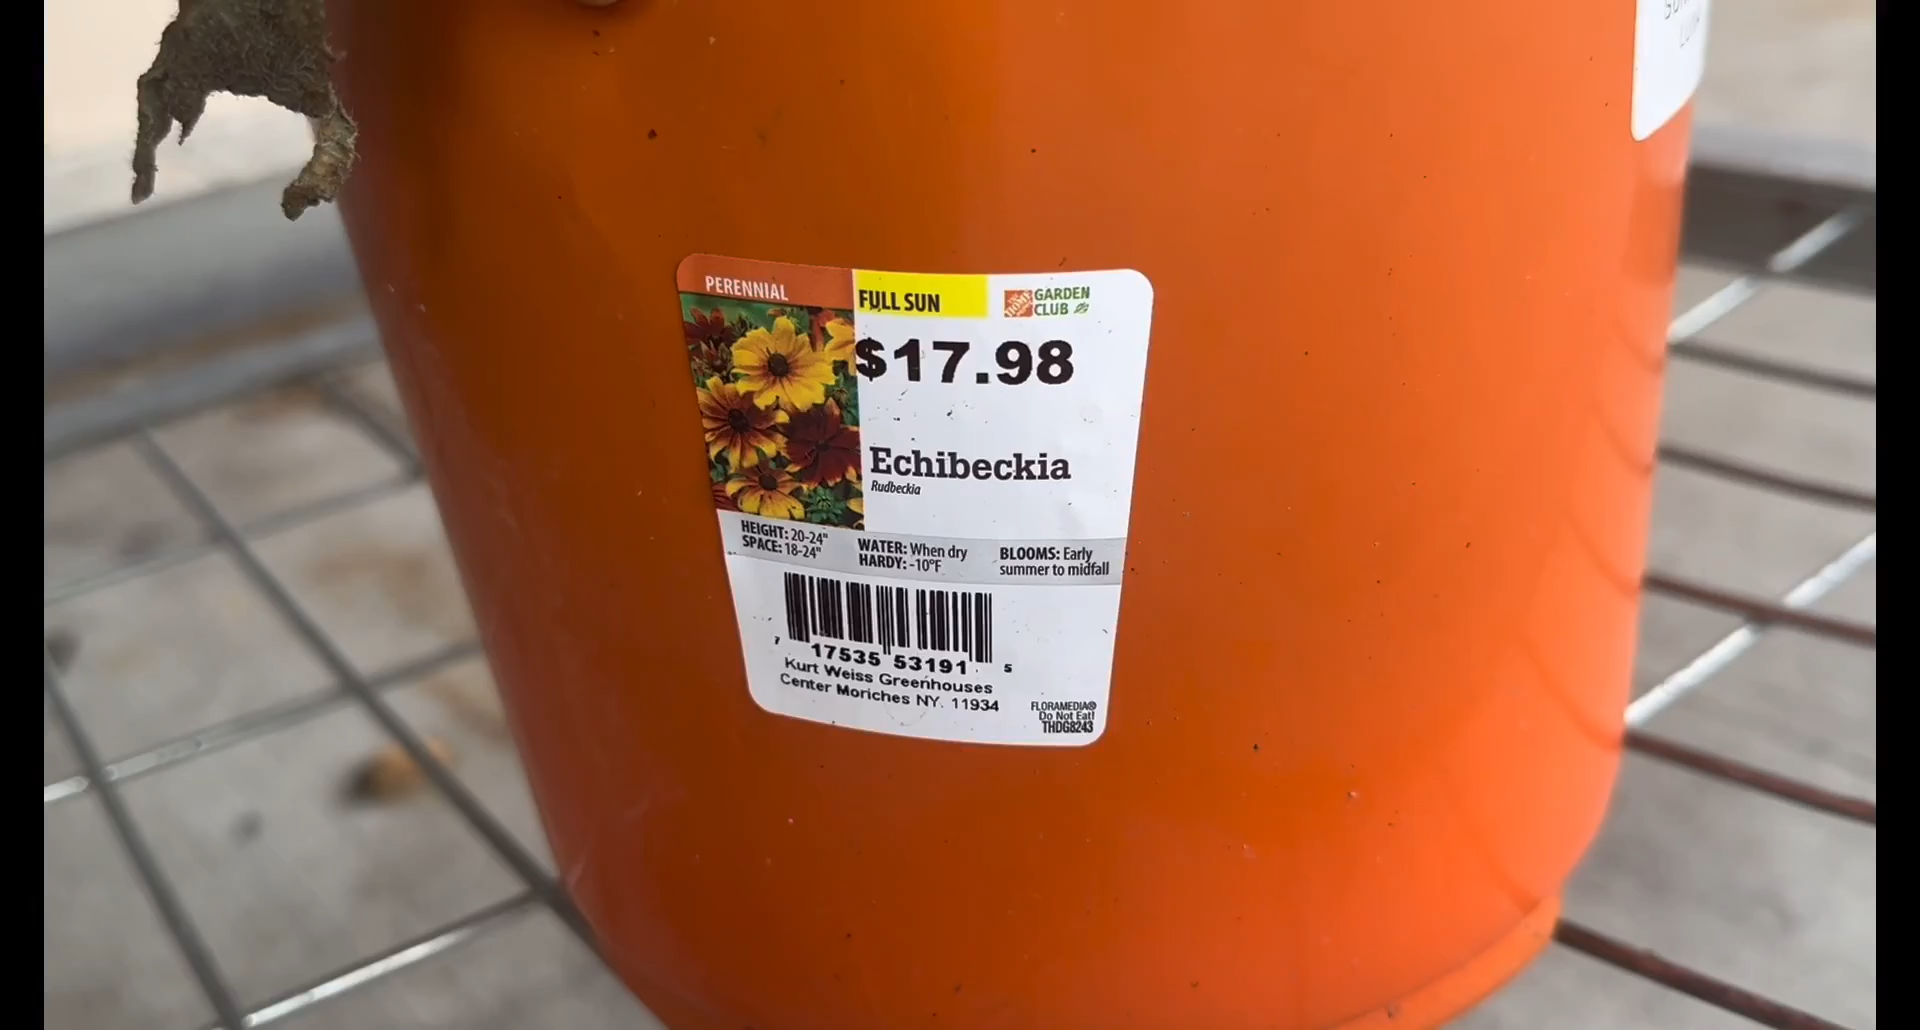 PERENNIAL
FULL SUN
THE HOME
GARDEN
CLUB
$17.98
Echibeckia
Rudbeckia
HEIGHT: 20-24"
SPACE: 18-24"
WATER: When dry
HARDY: -10°F
BLOOMS: Early
summer to midfall
7 17535 53191 5
Kurt Weiss Greenhouses
Center Moriches NY. 11934
FLORAMEDIA®
Do Not Eat!
THDG8243